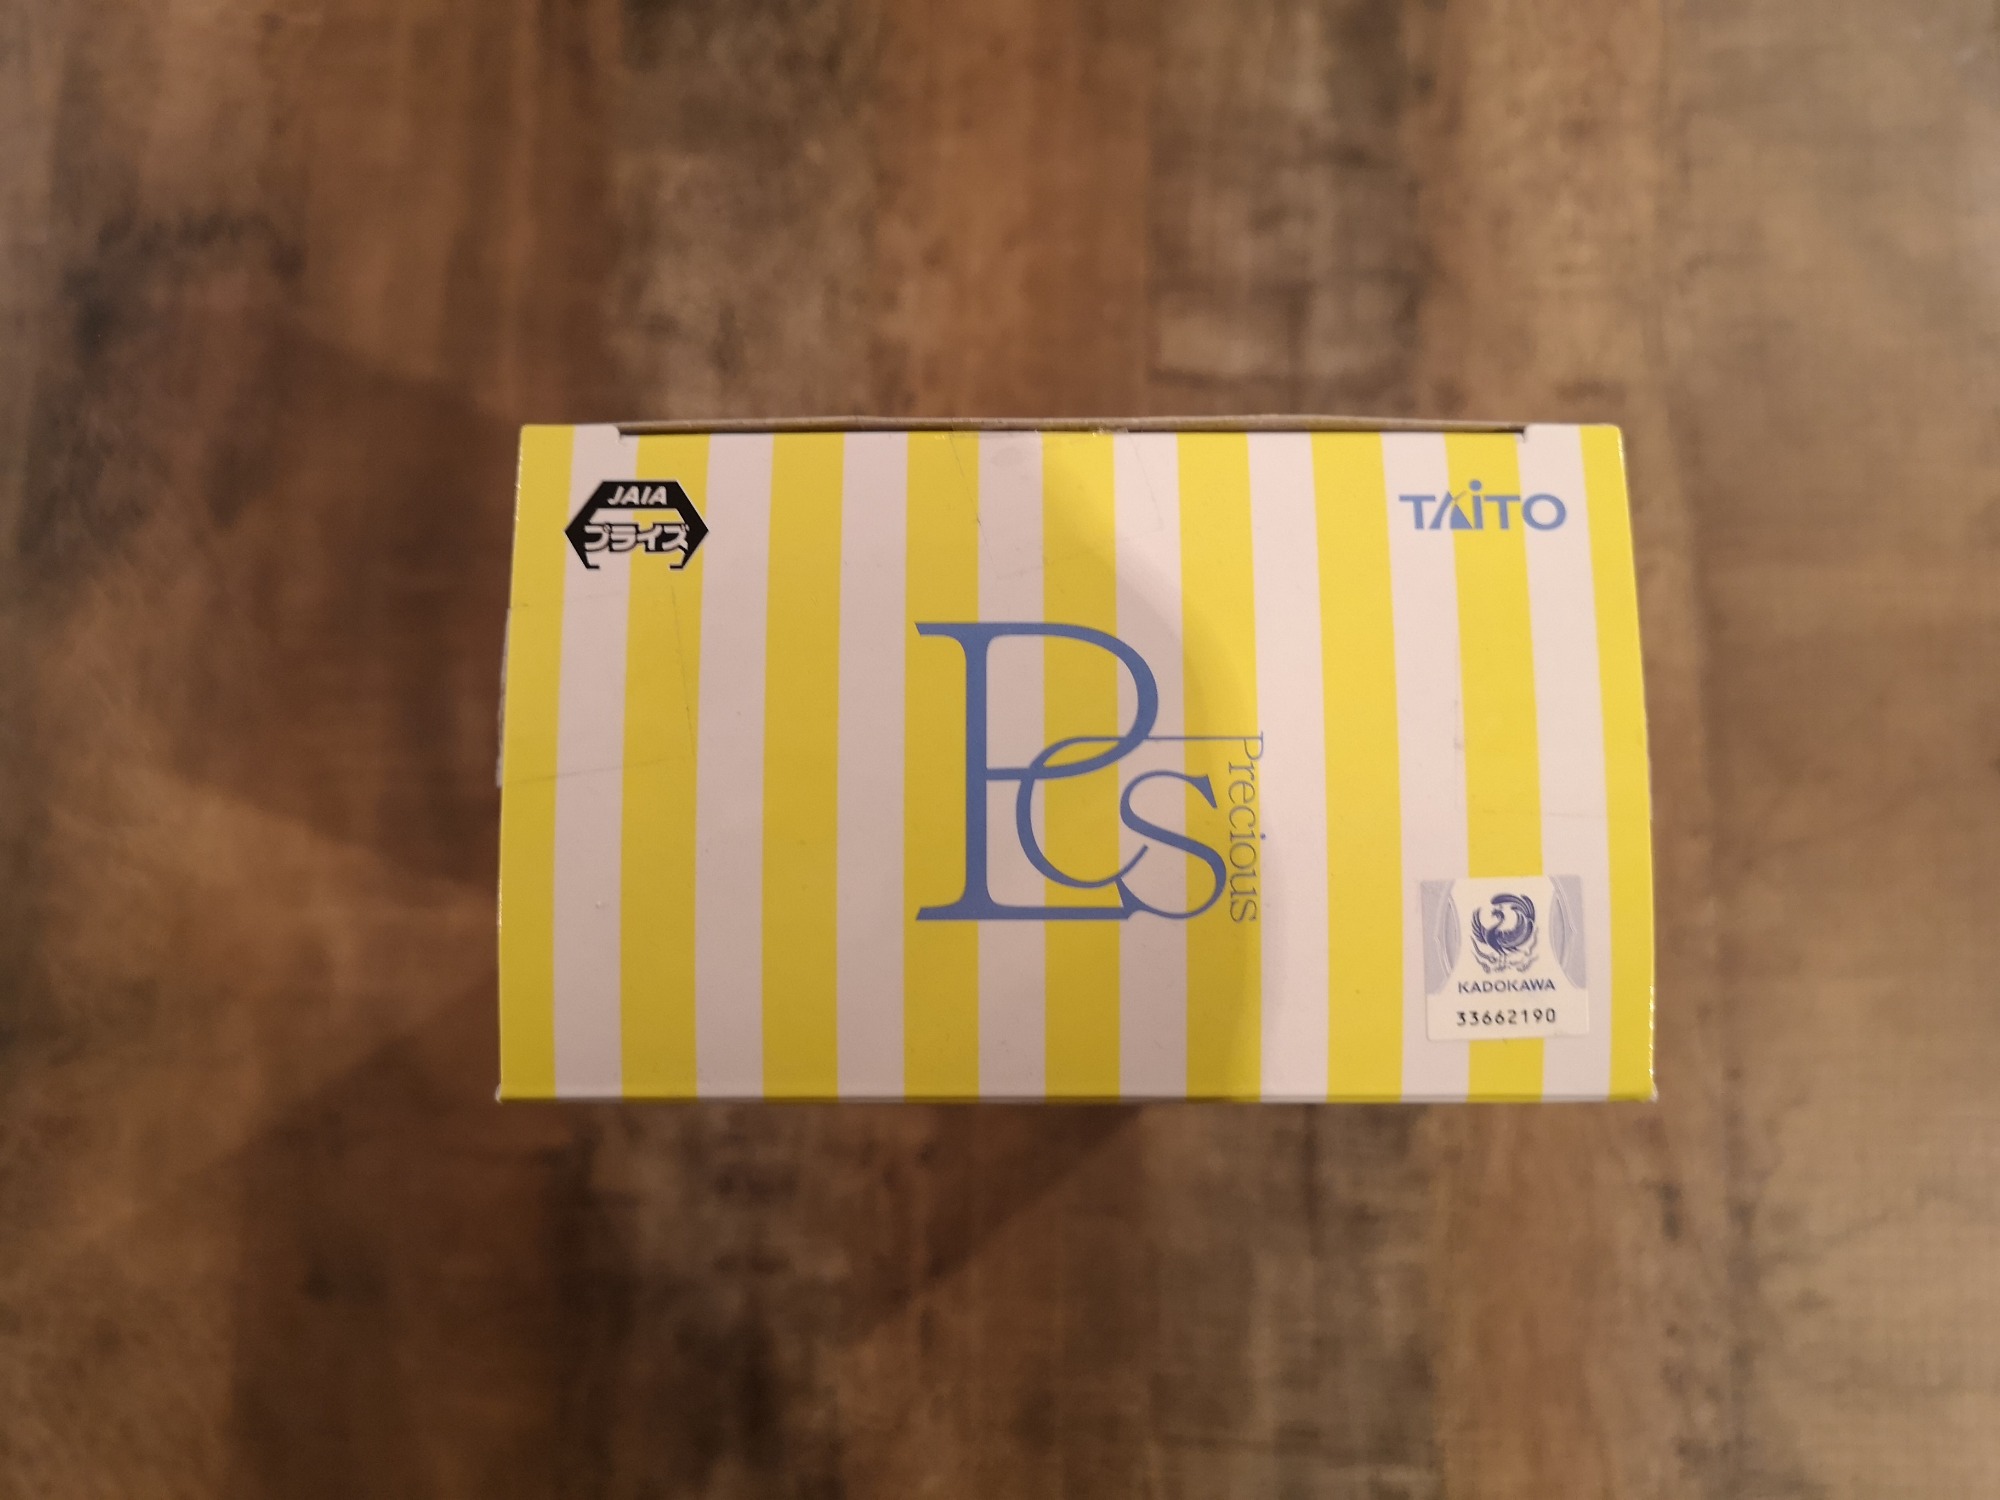 JAIA
プライズ
TAITO
PCS
Precious
KADOKAWA
33662190